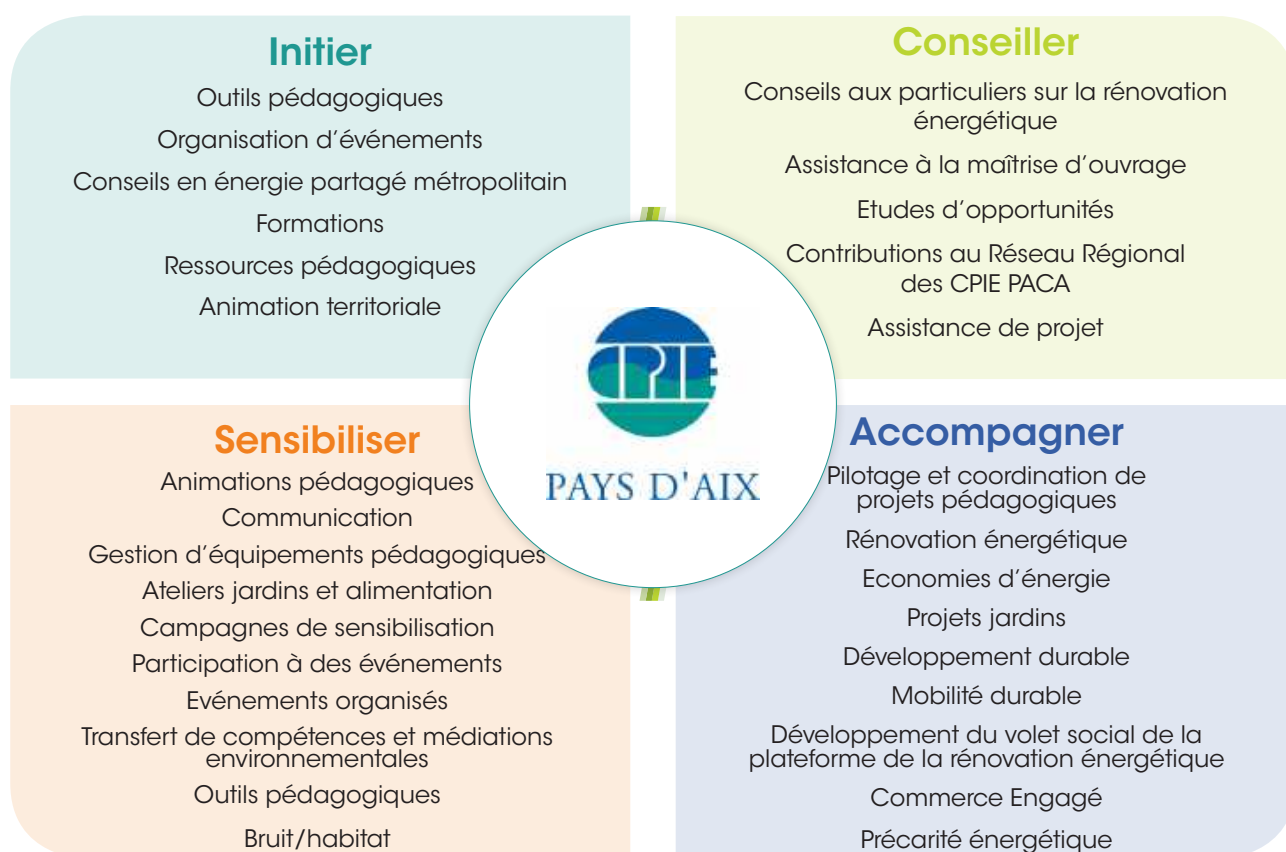 Initier
Outils pédagogiques
Organisation d'événements
Conseils en énergie partagé métropolitain
Formations
Ressources pédagogiques
Animation territoriale
Conseiller
Conseils aux particuliers sur la rénovation
énergétique
Assistance à la maîtrise d'ouvrage
Etudes d'opportunités
Contributions au Réseau Régional
des CPIE PACA
Assistance de projet
CPIE
PAYS D'AIX
Sensibiliser
Animations pédagogiques
Communication
Gestion d'équipements pédagogiques
Ateliers jardins et alimentation
Campagnes de sensibilisation
Participation à des événements
Evénements organisés
Transfert de compétences et médiations
environnementales
Outils pédagogiques
Bruit/habitat
Accompagner
Pilotage et coordination de
projets pédagogiques
Rénovation énergétique
Economies d'énergie
Projets jardins
Développement durable
Mobilité durable
Développement du volet social de la
plateforme de la rénovation énergétique
Commerce Engagé
Précarité énergétique